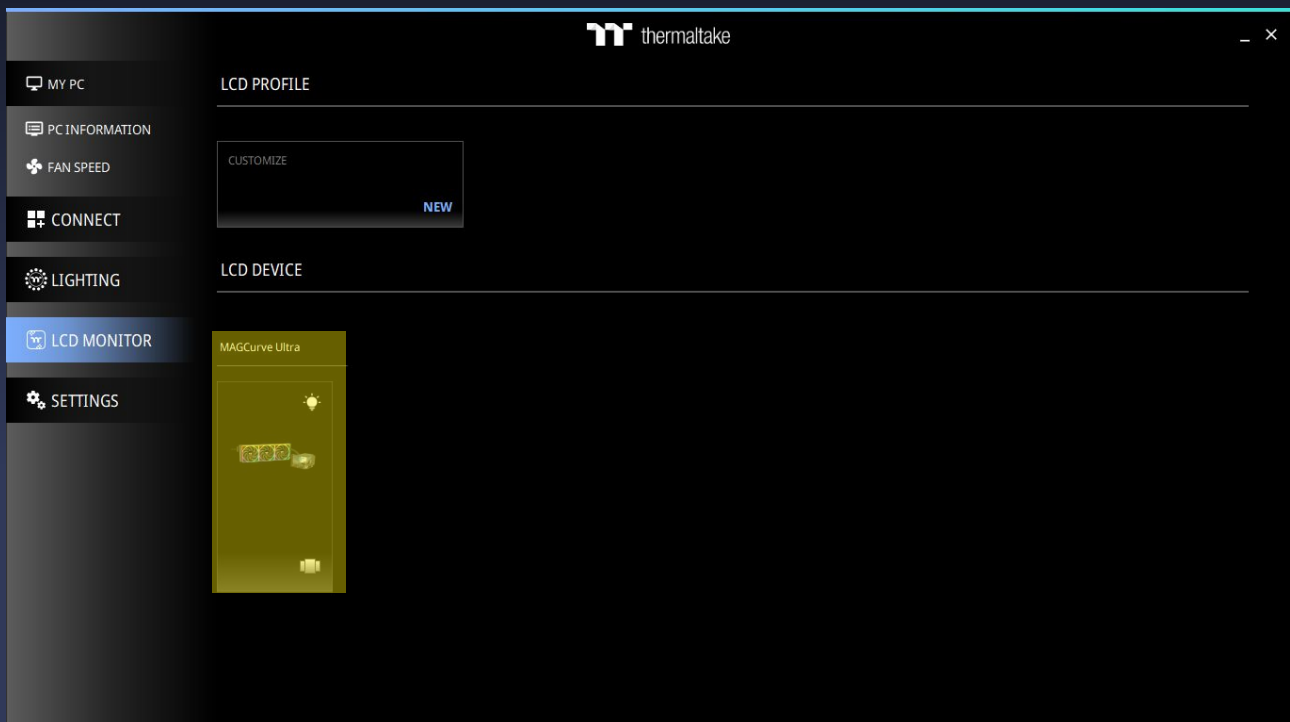 thermaltake
MY PC
PC INFORMATION
FAN SPEED
CONNECT
LIGHTING
LCD MONITOR
SETTINGS
LCD PROFILE
CUSTOMIZE
NEW
LCD DEVICE
MAGCurve Ultra